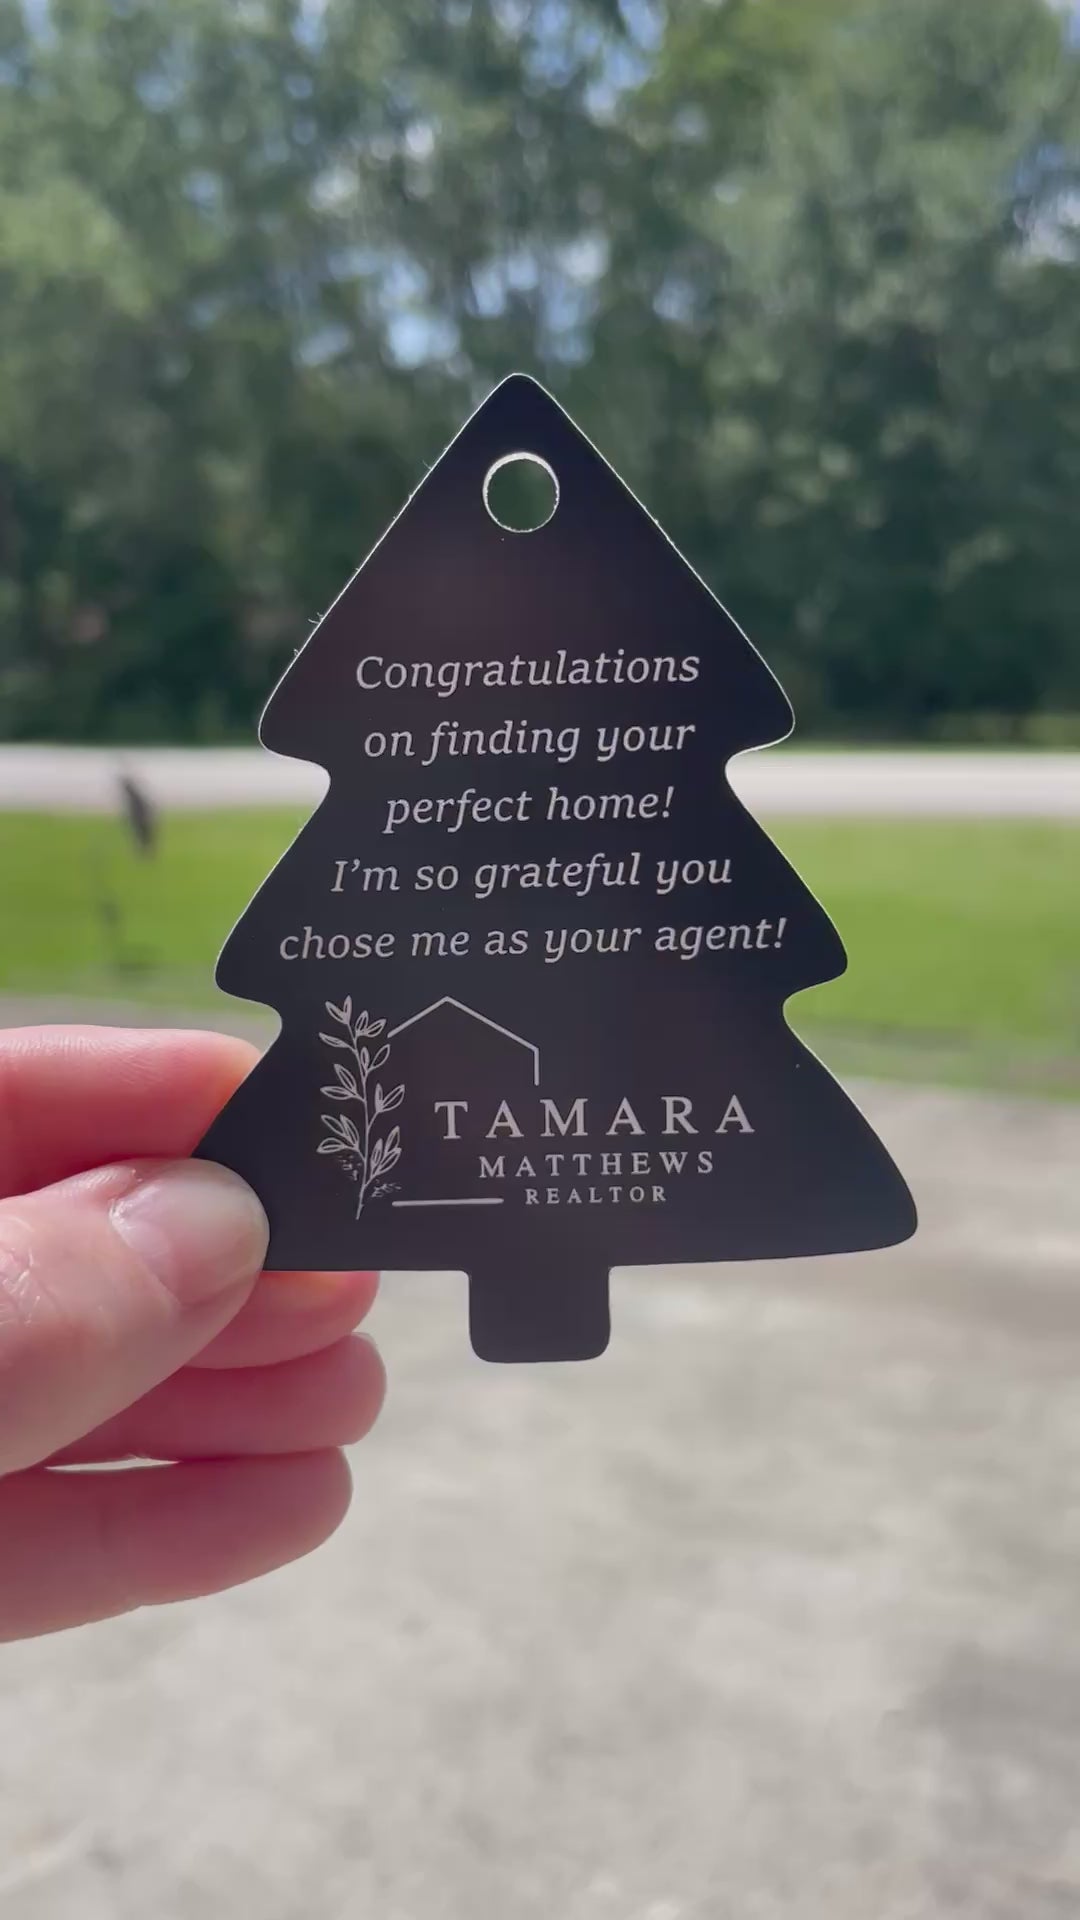 Congratulations
on finding your
perfect home!
I’m so grateful you
chose me as your agent!
TAMARA
MATTHEWS
REALTOR